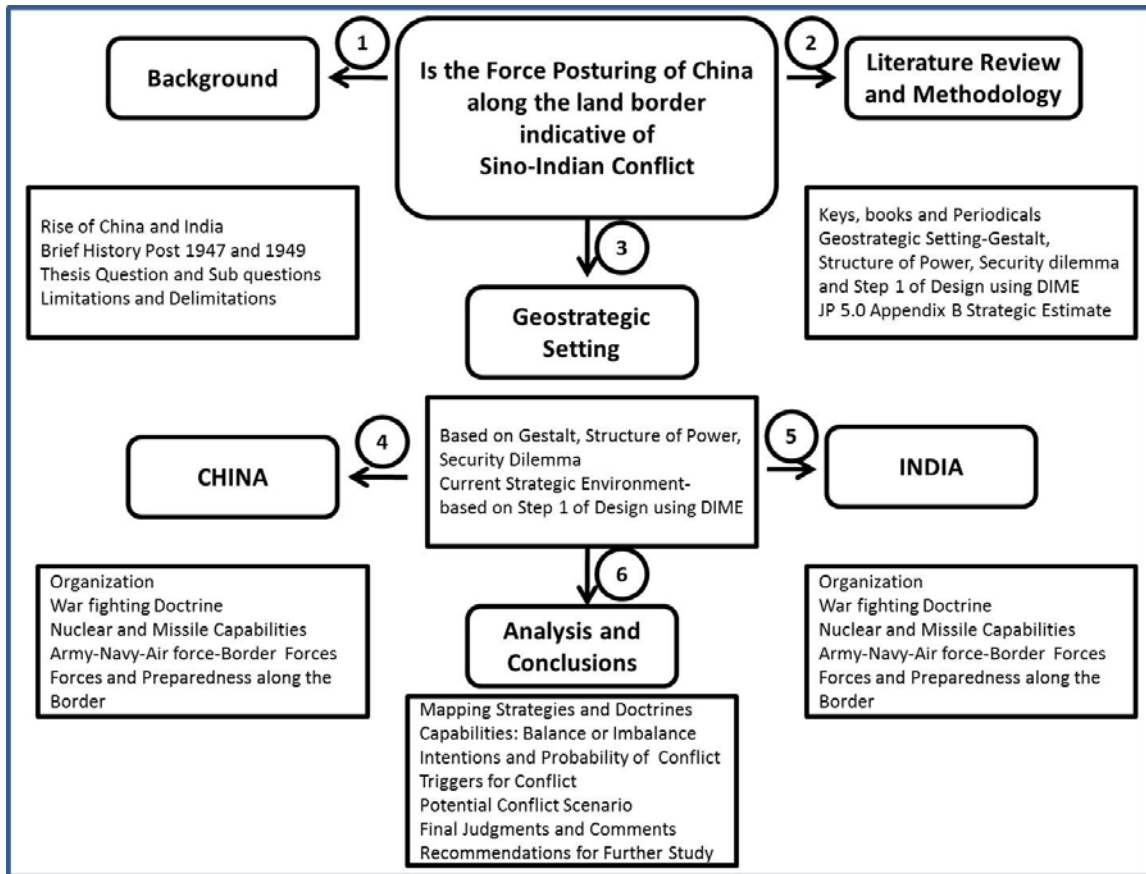 Is the Force Posturing of China
along the land border
indicative of
Sino-Indian Conflict
1
Background
Rise of China and India
Brief History Post 1947 and 1949
Thesis Question and Sub questions
Limitations and Delimitations
2
Literature Review
and Methodology
Keys, books and Periodicals
Geostrategic Setting-Gestalt,
Structure of Power, Security dilemma
and Step 1 of Design using DIME
JP 5.0 Appendix B Strategic Estimate
3
Geostrategic
Setting
Based on Gestalt, Structure of Power,
Security Dilemma
Current Strategic Environment-
based on Step 1 of Design using DIME
4
CHINA
Organization
War fighting Doctrine
Nuclear and Missile Capabilities
Army-Navy-Air force-Border Forces
Forces and Preparedness along the
Border
5
INDIA
Organization
War fighting Doctrine
Nuclear and Missile Capabilities
Army-Navy-Air force-Border Forces
Forces and Preparedness along the
Border
6
Analysis and
Conclusions
Mapping Strategies and Doctrines
Capabilities: Balance or Imbalance
Intentions and Probability of Conflict
Triggers for Conflict
Potential Conflict Scenario
Final Judgments and Comments
Recommendations for Further Study